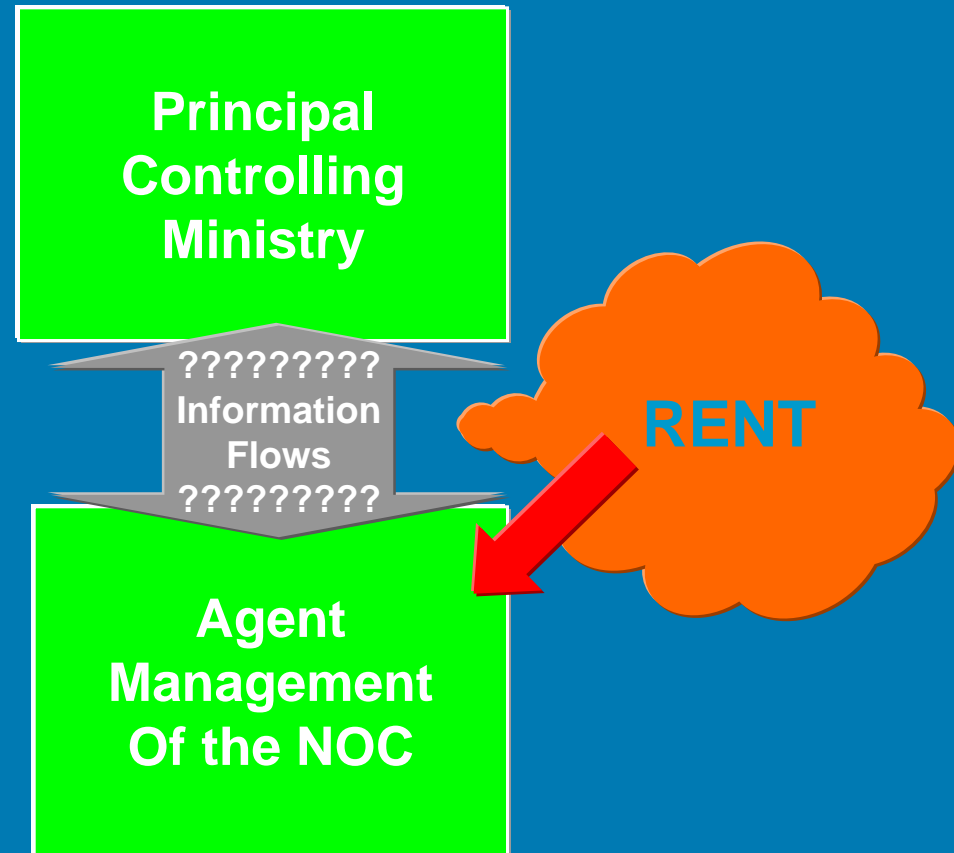 Principal
Controlling
Ministry
?????????
Information
Flows
?????????
RENT
Agent
Management
Of the NOC